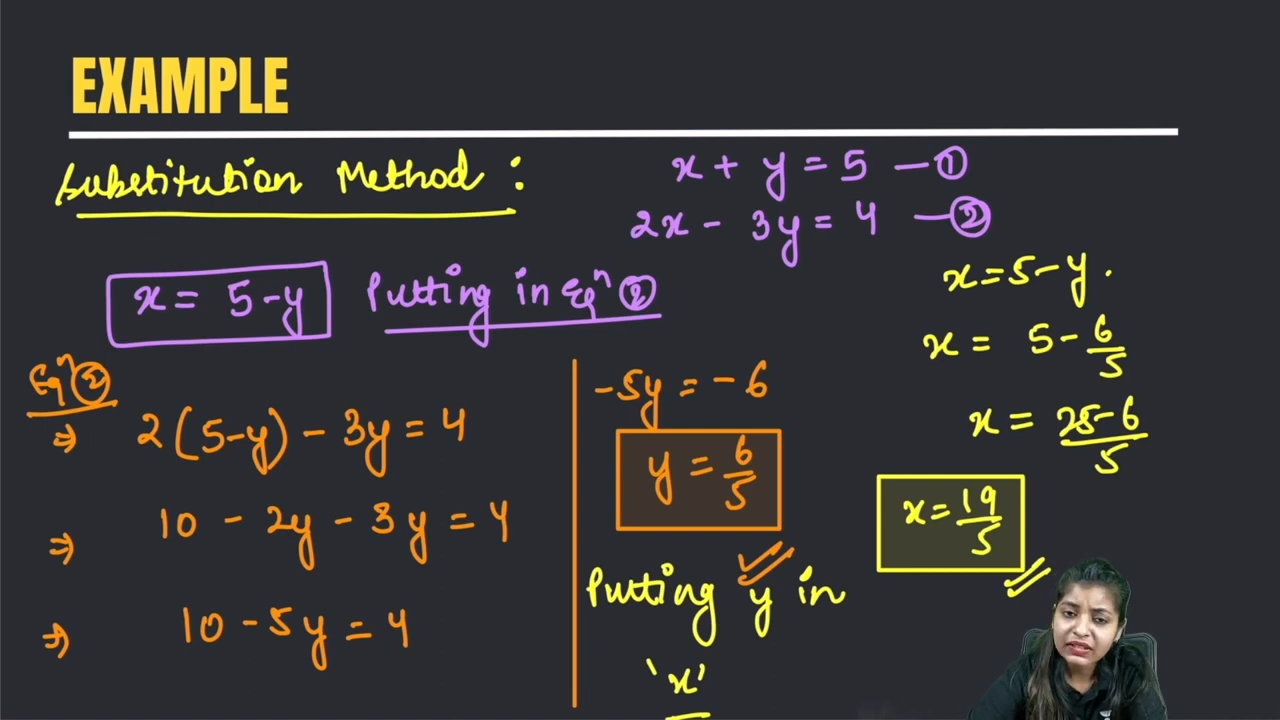 EXAMPLE
Substitution Method :
x + y = 5 — ①
2x - 3y = 4 — ②
x = 5-y Putting in Eqⁿ ②
Eqⁿ ②
⇒ 2(5-y) - 3y = 4
⇒ 10 - 2y - 3y = 4
⇒ 10 - 5y = 4
-5y = -6
y = 6/5
Putting y in
'x'
x = 5-y.
x = 5 - 6/5
x = 25-6/5
x = 19/5